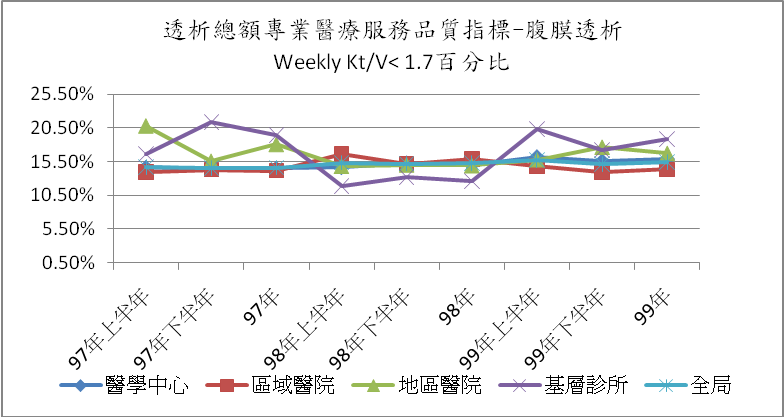 透析總額專業醫療服務品質指標-腹膜透析
Weekly Kt/V< 1.7百分比
25.50%
20.50%
15.50%
10.50%
5.50%
0.50%
97年上半年
97年下半年
97年
98年上半年
98年下半年
98年
99年上半年
99年下半年
99年
醫學中心 區域醫院 地區醫院 基層診所 全局